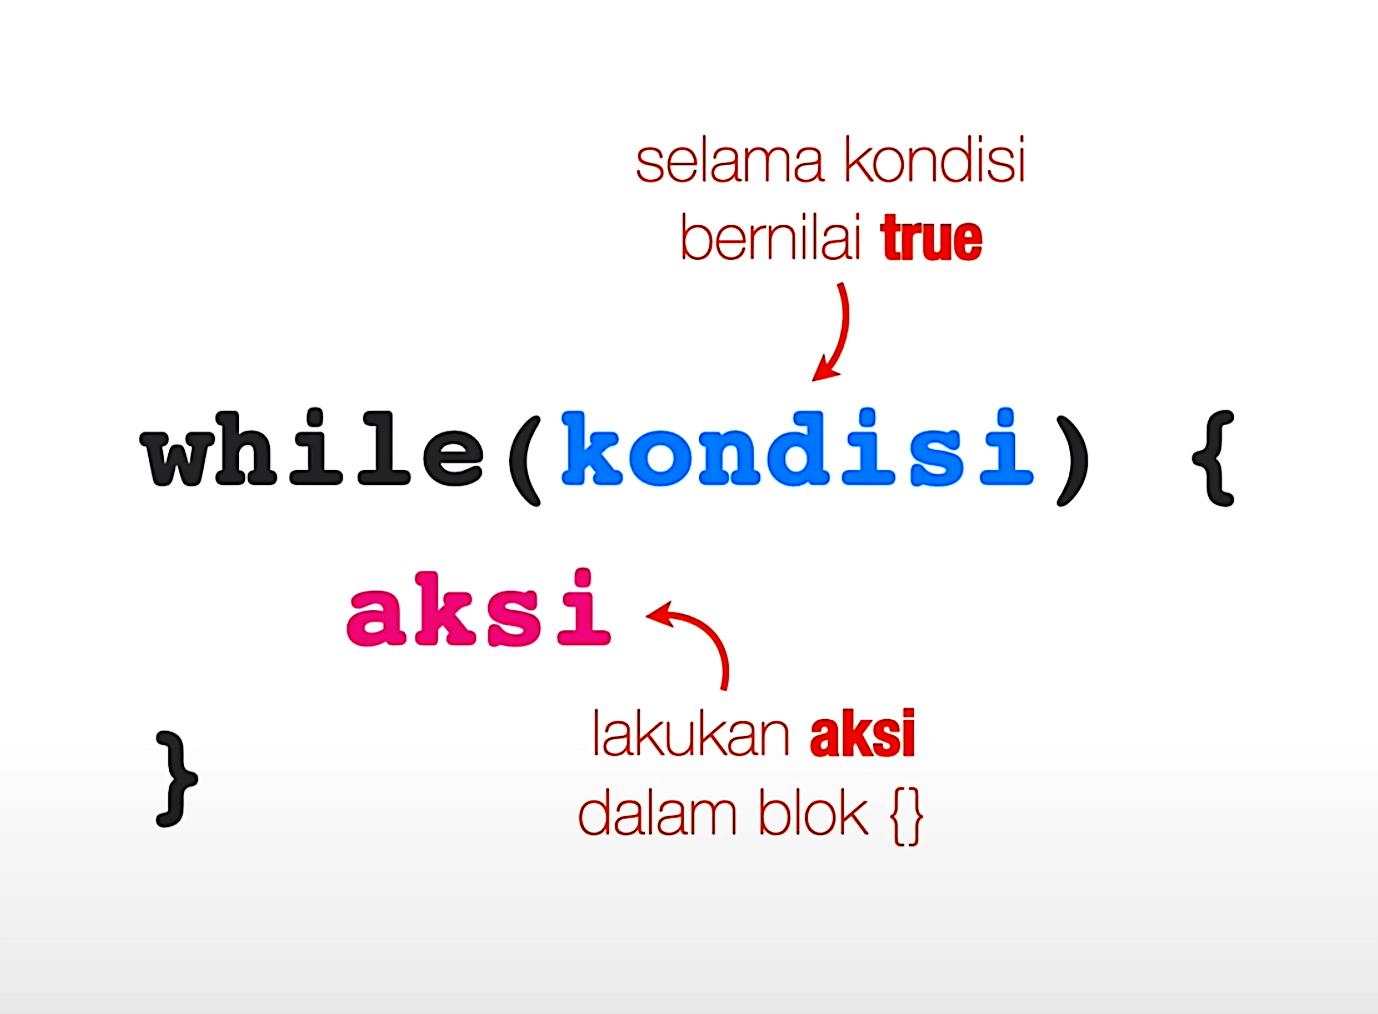 selama kondisi
bernilai true
while(kondisi) {
aksi
lakukan aksi
dalam blok {}
}